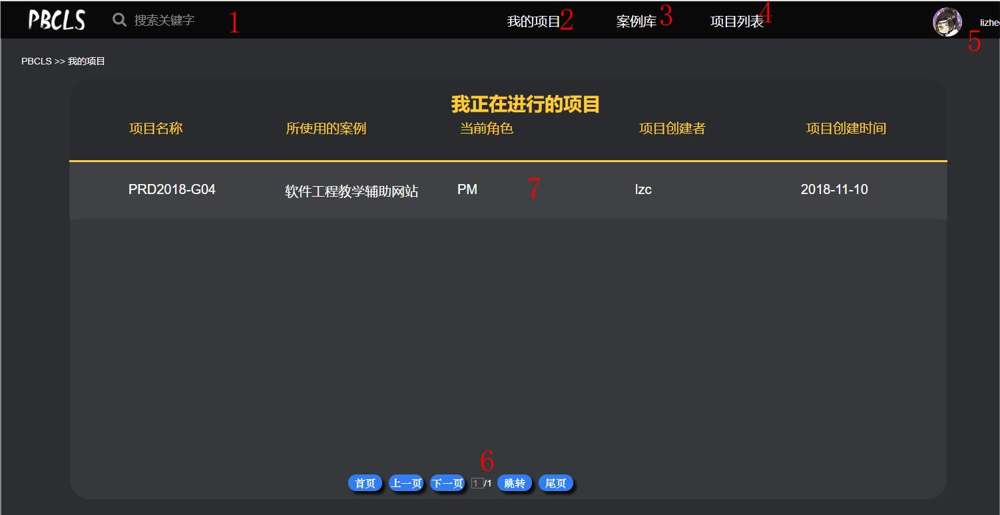 PBCLS 搜索关键字 1 我的项目 2 案例库 3 项目列表 4 lizhe
5
PBCLS >> 我的项目
我正在进行的项目
项目名称 所使用的案例 当前角色 项目创建者 项目创建时间
PRD2018-G04 软件工程教学辅助网站 PM 7 lzc 2018-11-10
6
首页 上一页 下一页 1/1 跳转 尾页